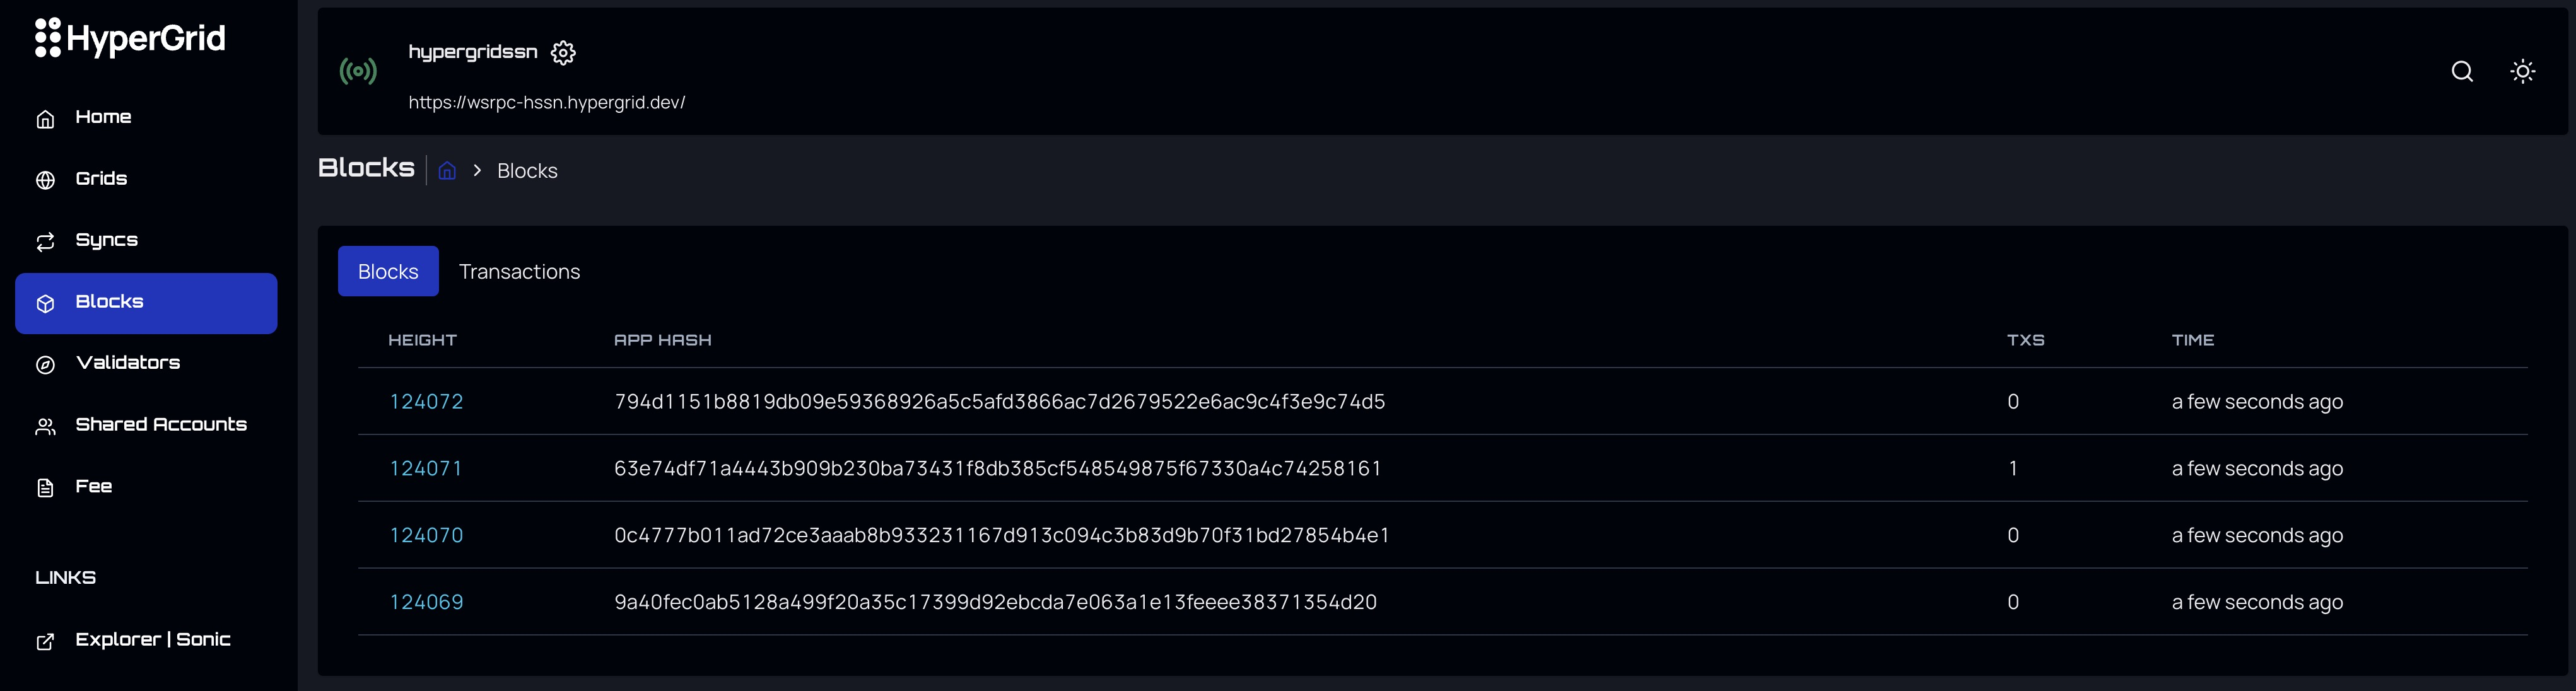 HyperGrid
Home
Grids
Syncs
Blocks
Validators
Shared Accounts
Fee
LINKS
Explorer | Sonic
hypergridssn
https://wsrpc-hssn.hypergrid.dev/
Blocks > Blocks
Blocks Transactions
HEIGHT APP HASH TXS TIME
124072 794d1151b8819db09e59368926a5c5afd3866ac7d2679522e6ac9c4f3e9c74d5 0 a few seconds ago
124071 63e74df71a4443b909b230ba73431f8db385cf548549875f67330a4c74258161 1 a few seconds ago
124070 0c4777b011ad72ce3aaab8b933231167d913c094c3b83d9b70f31bd27854b4e1 0 a few seconds ago
124069 9a40fec0ab5128a499f20a35c17399d92ebcda7e063a1e13feeee38371354d20 0 a few seconds ago